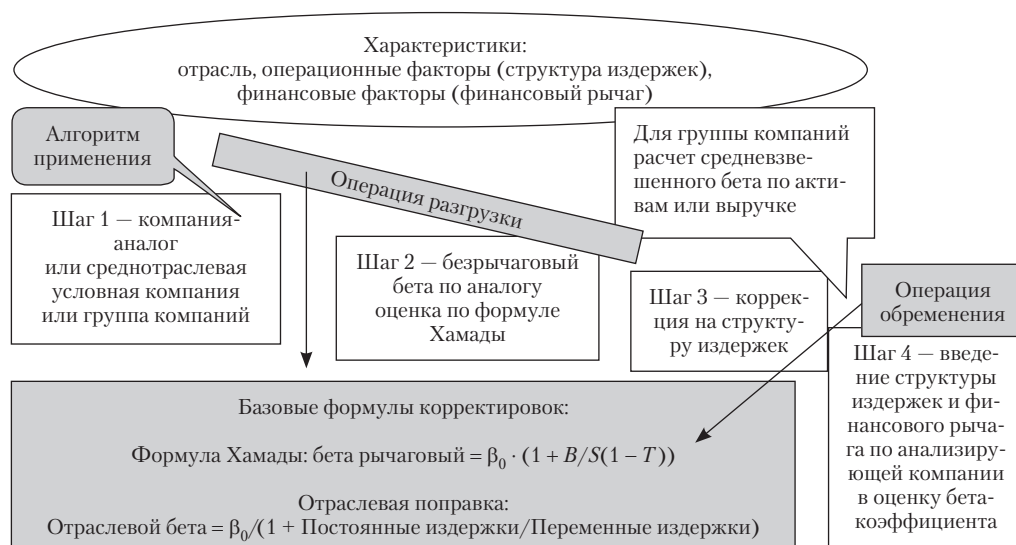 Характеристики:
отрасль, операционные факторы (структура издержек),
финансовые факторы (финансовый рычаг)
Алгоритм
применения
Операция разгрузки
Для группы компаний
расчет средневзве-
шенного бета по акти-
вам или выручке
Шаг 1 — компания-
аналог
или среднотраслевая
условная компания
или группа компаний
Шаг 2 — безрычаговый
бета по аналогу
оценка по формуле
Хамады
Шаг 3 — коррек-
ция на структу-
ру издержек
Операция
обременения
Шаг 4 — введе-
ние структуры
издержек и фи-
нансового рыча-
га по анализиру-
ющей компании
в оценку бета-
коэффициента
Базовые формулы корректировок:
Формула Хамады: бета рычаговый = β₀ · (1 + B/S(1 − T))
Отраслевая поправка:
Отраслевой бета = β₀/(1 + Постоянные издержки/Переменные издержки)